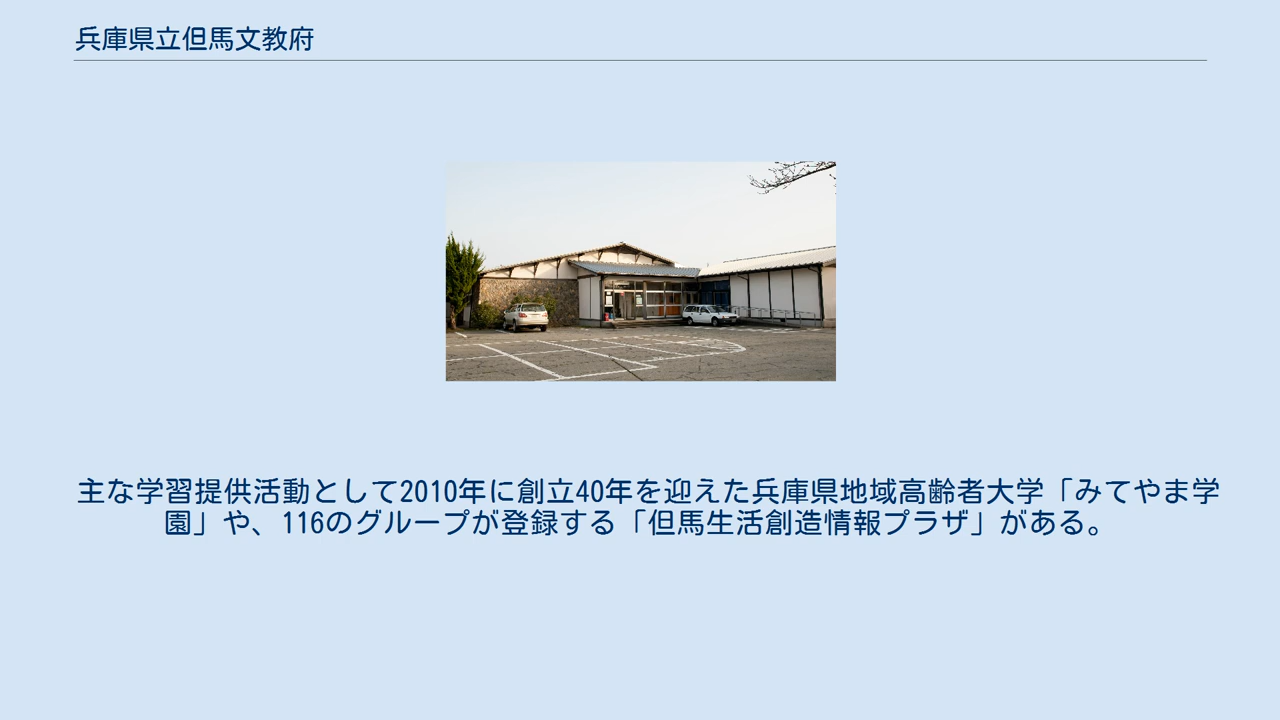 兵庫県立但馬文教府
主な学習提供活動として2010年に創立40年を迎えた兵庫県地域高齢者大学「みてやま学
園」や、116のグループが登録する「但馬生活創造情報プラザ」がある。